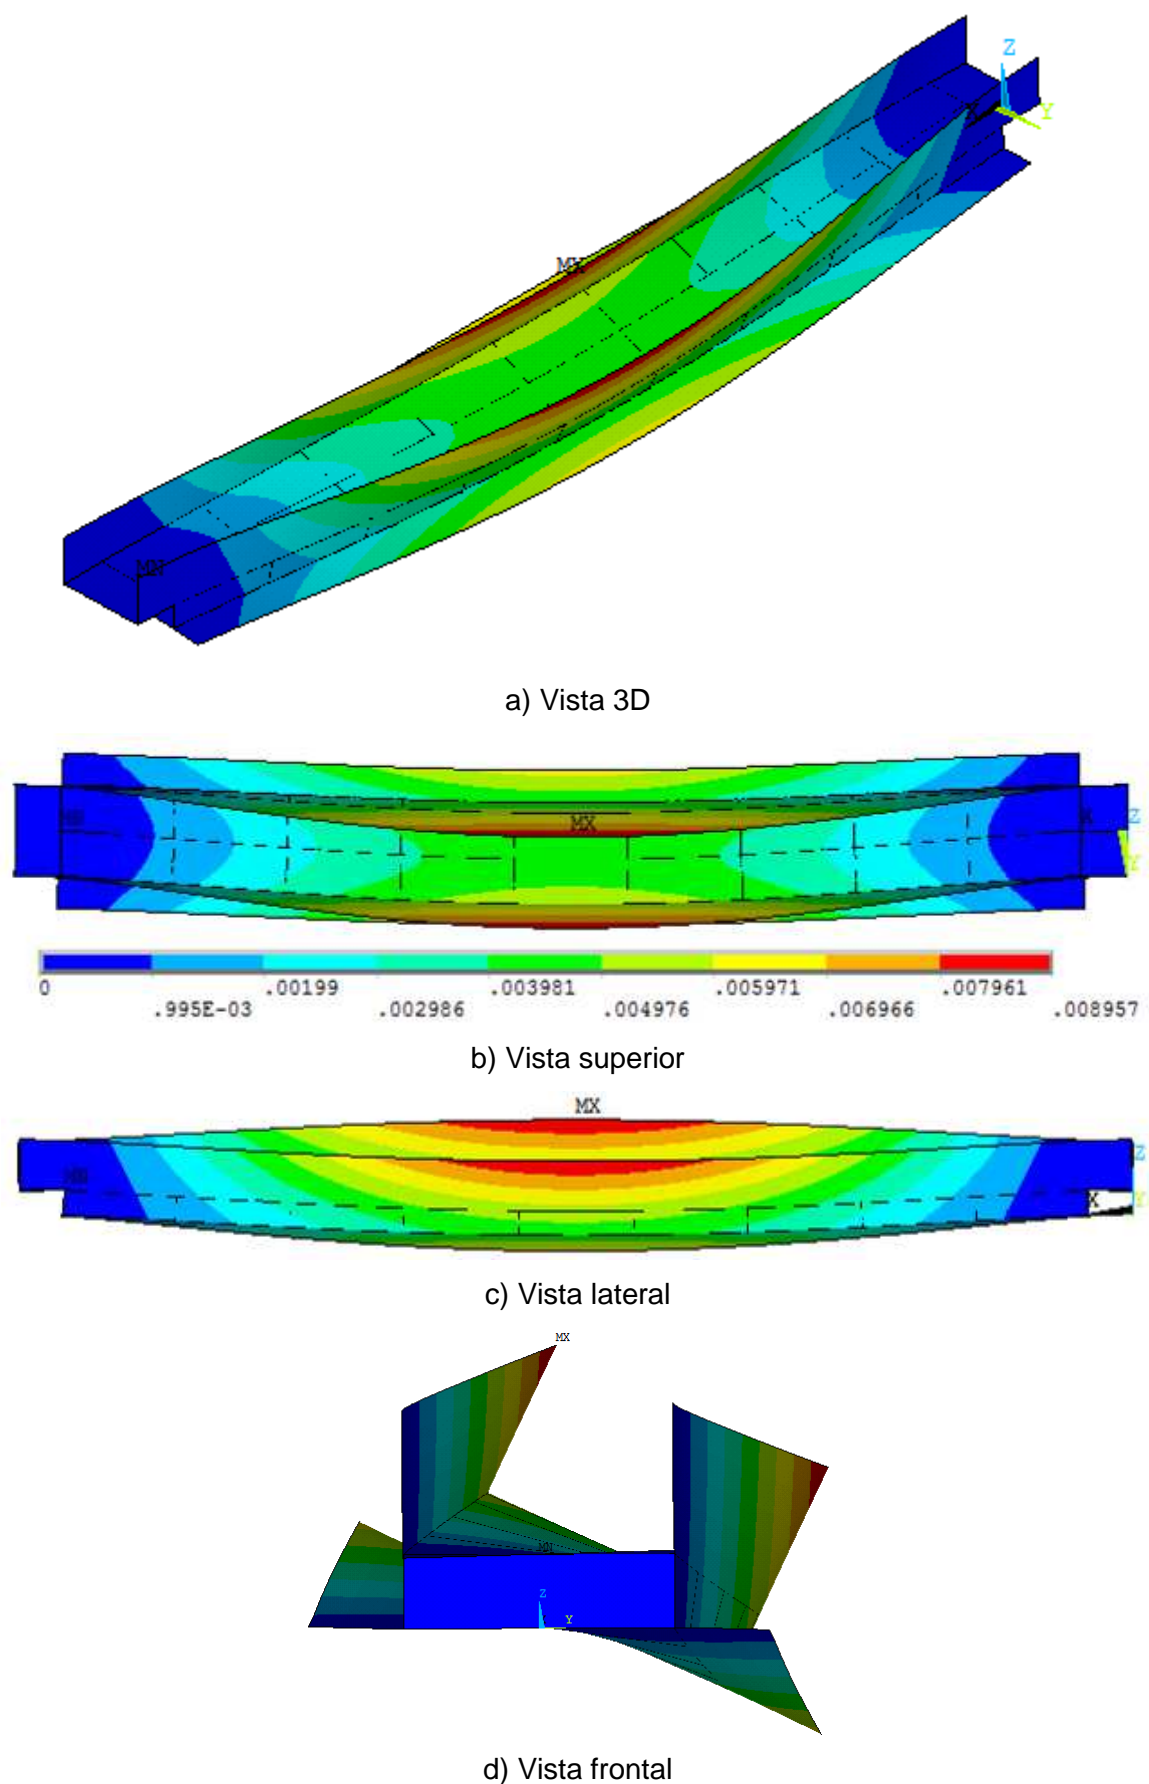 Z
X Y
MX
MN
a) Vista 3D
MN MX X Z
Y
0 .00199 .003981 .005971 .007961
.995E-03 .002986 .004976 .006966 .008957
b) Vista superior
MX
Z
MN
X Y
c) Vista lateral
MX
MN
Z
Y
d) Vista frontal